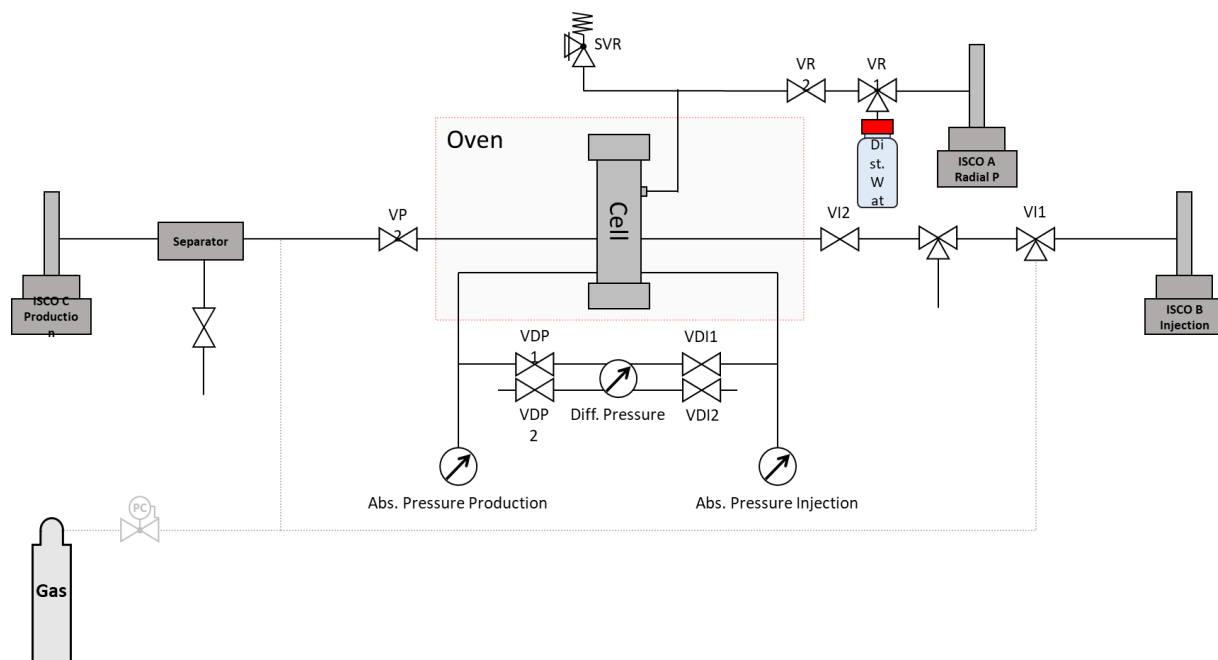 SVR
VR
2
VR
1
Oven
Di
st.
W
at
ISCO A
Radial P
Cell
VP
2
VI2
VI1
Separator
ISCO C
Productio
n
ISCO B
Injection
VDP
1
VDI1
VDP
2
Diff. Pressure
VDI2
Abs. Pressure Production
Abs. Pressure Injection
PC
Gas